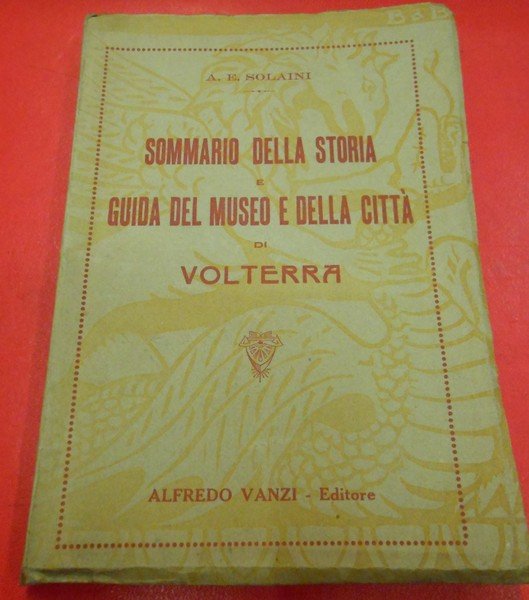 A. E. SOLAINI
SOMMARIO DELLA STORIA
E
GUIDA DEL MUSEO E DELLA CITTÀ
DI
VOLTERRA
ALFREDO VANZI - Editore